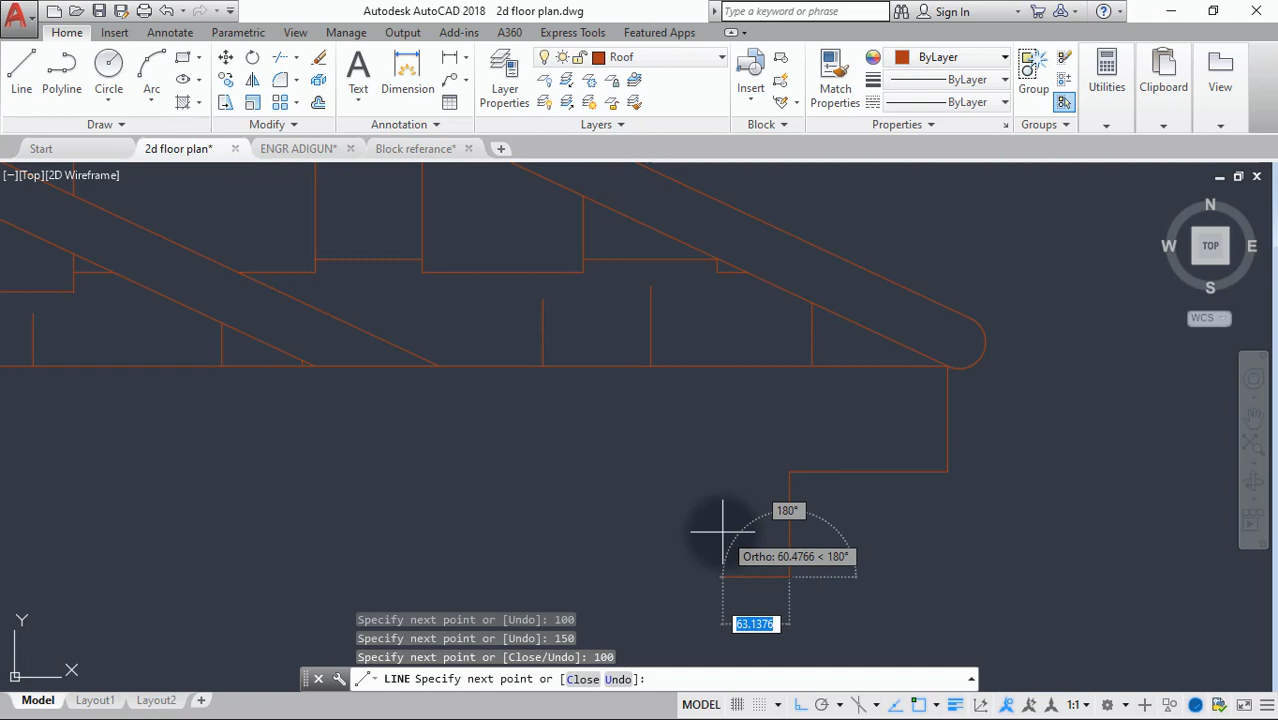 Autodesk AutoCAD 2018   2d floor plan.dwg
Type a keyword or phrase
Sign In
Home Insert Annotate Parametric View Manage Output Add-ins A360 Express Tools Featured Apps
Line Polyline Circle Arc
Text Dimension
Layer Properties
Roof
Insert
Match Properties
ByLayer
ByLayer
ByLayer
Group
Utilities
Clipboard
View
Draw Modify Annotation Layers Block Properties Groups
Start 2d floor plan* ENGR ADIGUN* Block referance*
[−][Top][2D Wireframe]
N
W TOP E
S
WCS
180°
Ortho: 60.4766 < 180°
63.1376
Y
X
Specify next point or [Undo]: 100
Specify next point or [Undo]: 150
Specify next point or [Close/Undo]: 100
LINE Specify next point or [Close Undo]:
Model Layout1 Layout2
MODEL 1:1